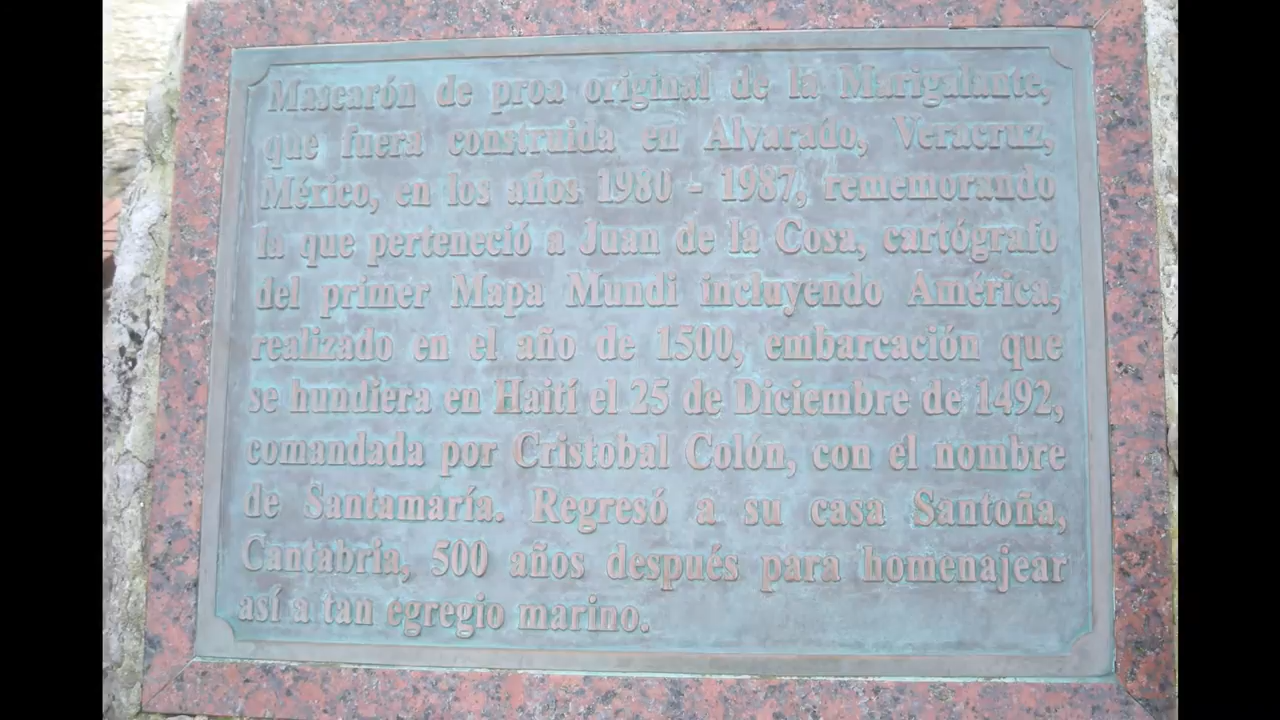 Mascarón de proa original de la Marigalante,
que fuera construida en Alvarado, Veracruz,
México, en los años 1980 - 1987, rememorando
la que perteneció a Juan de la Cosa, cartógrafo
del primer Mapa Mundi incluyendo América,
realizado en el año de 1500, embarcación que
se hundiera en Haití el 25 de Diciembre de 1492,
comandada por Cristobal Colón, con el nombre
de Santamaría. Regresó a su casa Santoña,
Cantabria, 500 años después para homenajear
así a tan egregio marino.